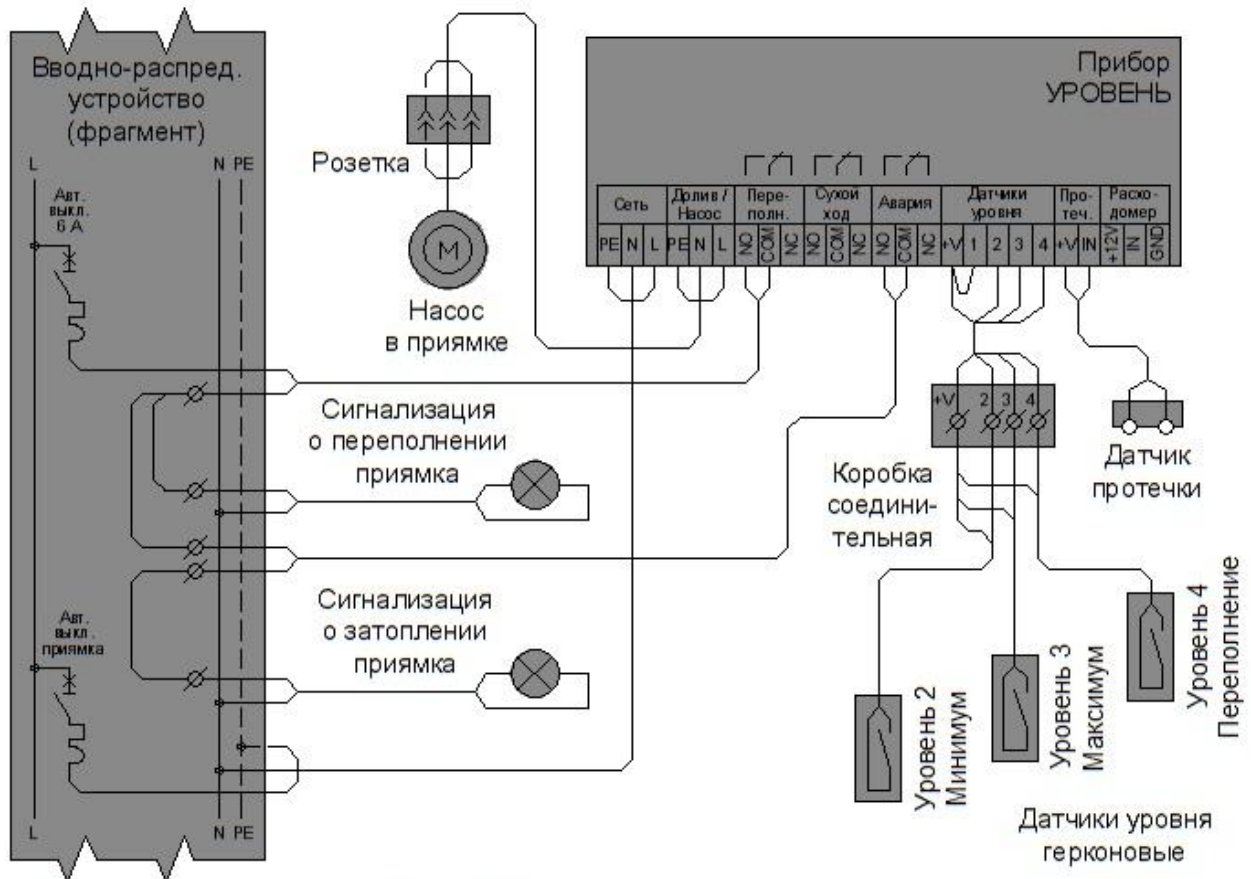 Вводно-распред.
устройство
(фрагмент)
L
N PE
Авт.
выкл.
6 А
Авт.
выкл.
приямка
L
N PE
Розетка
М
Насос
в приямке
Прибор
УРОВЕНЬ
Сеть
Долив /
Насос
Пере-
полн.
Сухой
ход
Авария
Датчики
уровня
Про-
теч.
Расхо-
домер
PE N L PE N L NO COM NC NO COM NC NO COM NC +V 1 2 3 4 +V IN +12V IN GND
Сигнализация
о переполнении
приямка
Сигнализация
о затоплении
приямка
+V 2 3 4
Коробка
соедини-
тельная
Датчик
протечки
Уровень 2
Минимум
Уровень 3
Максимум
Уровень 4
Переполнение
Датчики уровня
герконовые